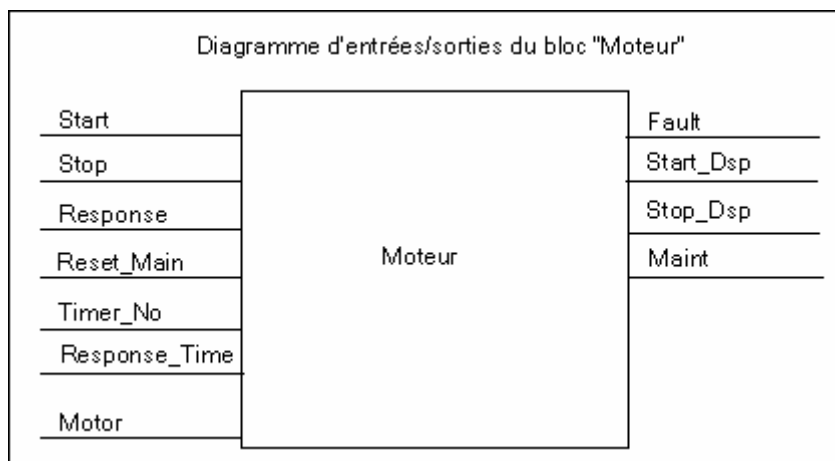 Diagramme d'entrées/sorties du bloc "Moteur"
Start
Stop
Response
Reset_Main
Timer_No
Response_Time
Motor
Moteur
Fault
Start_Dsp
Stop_Dsp
Maint